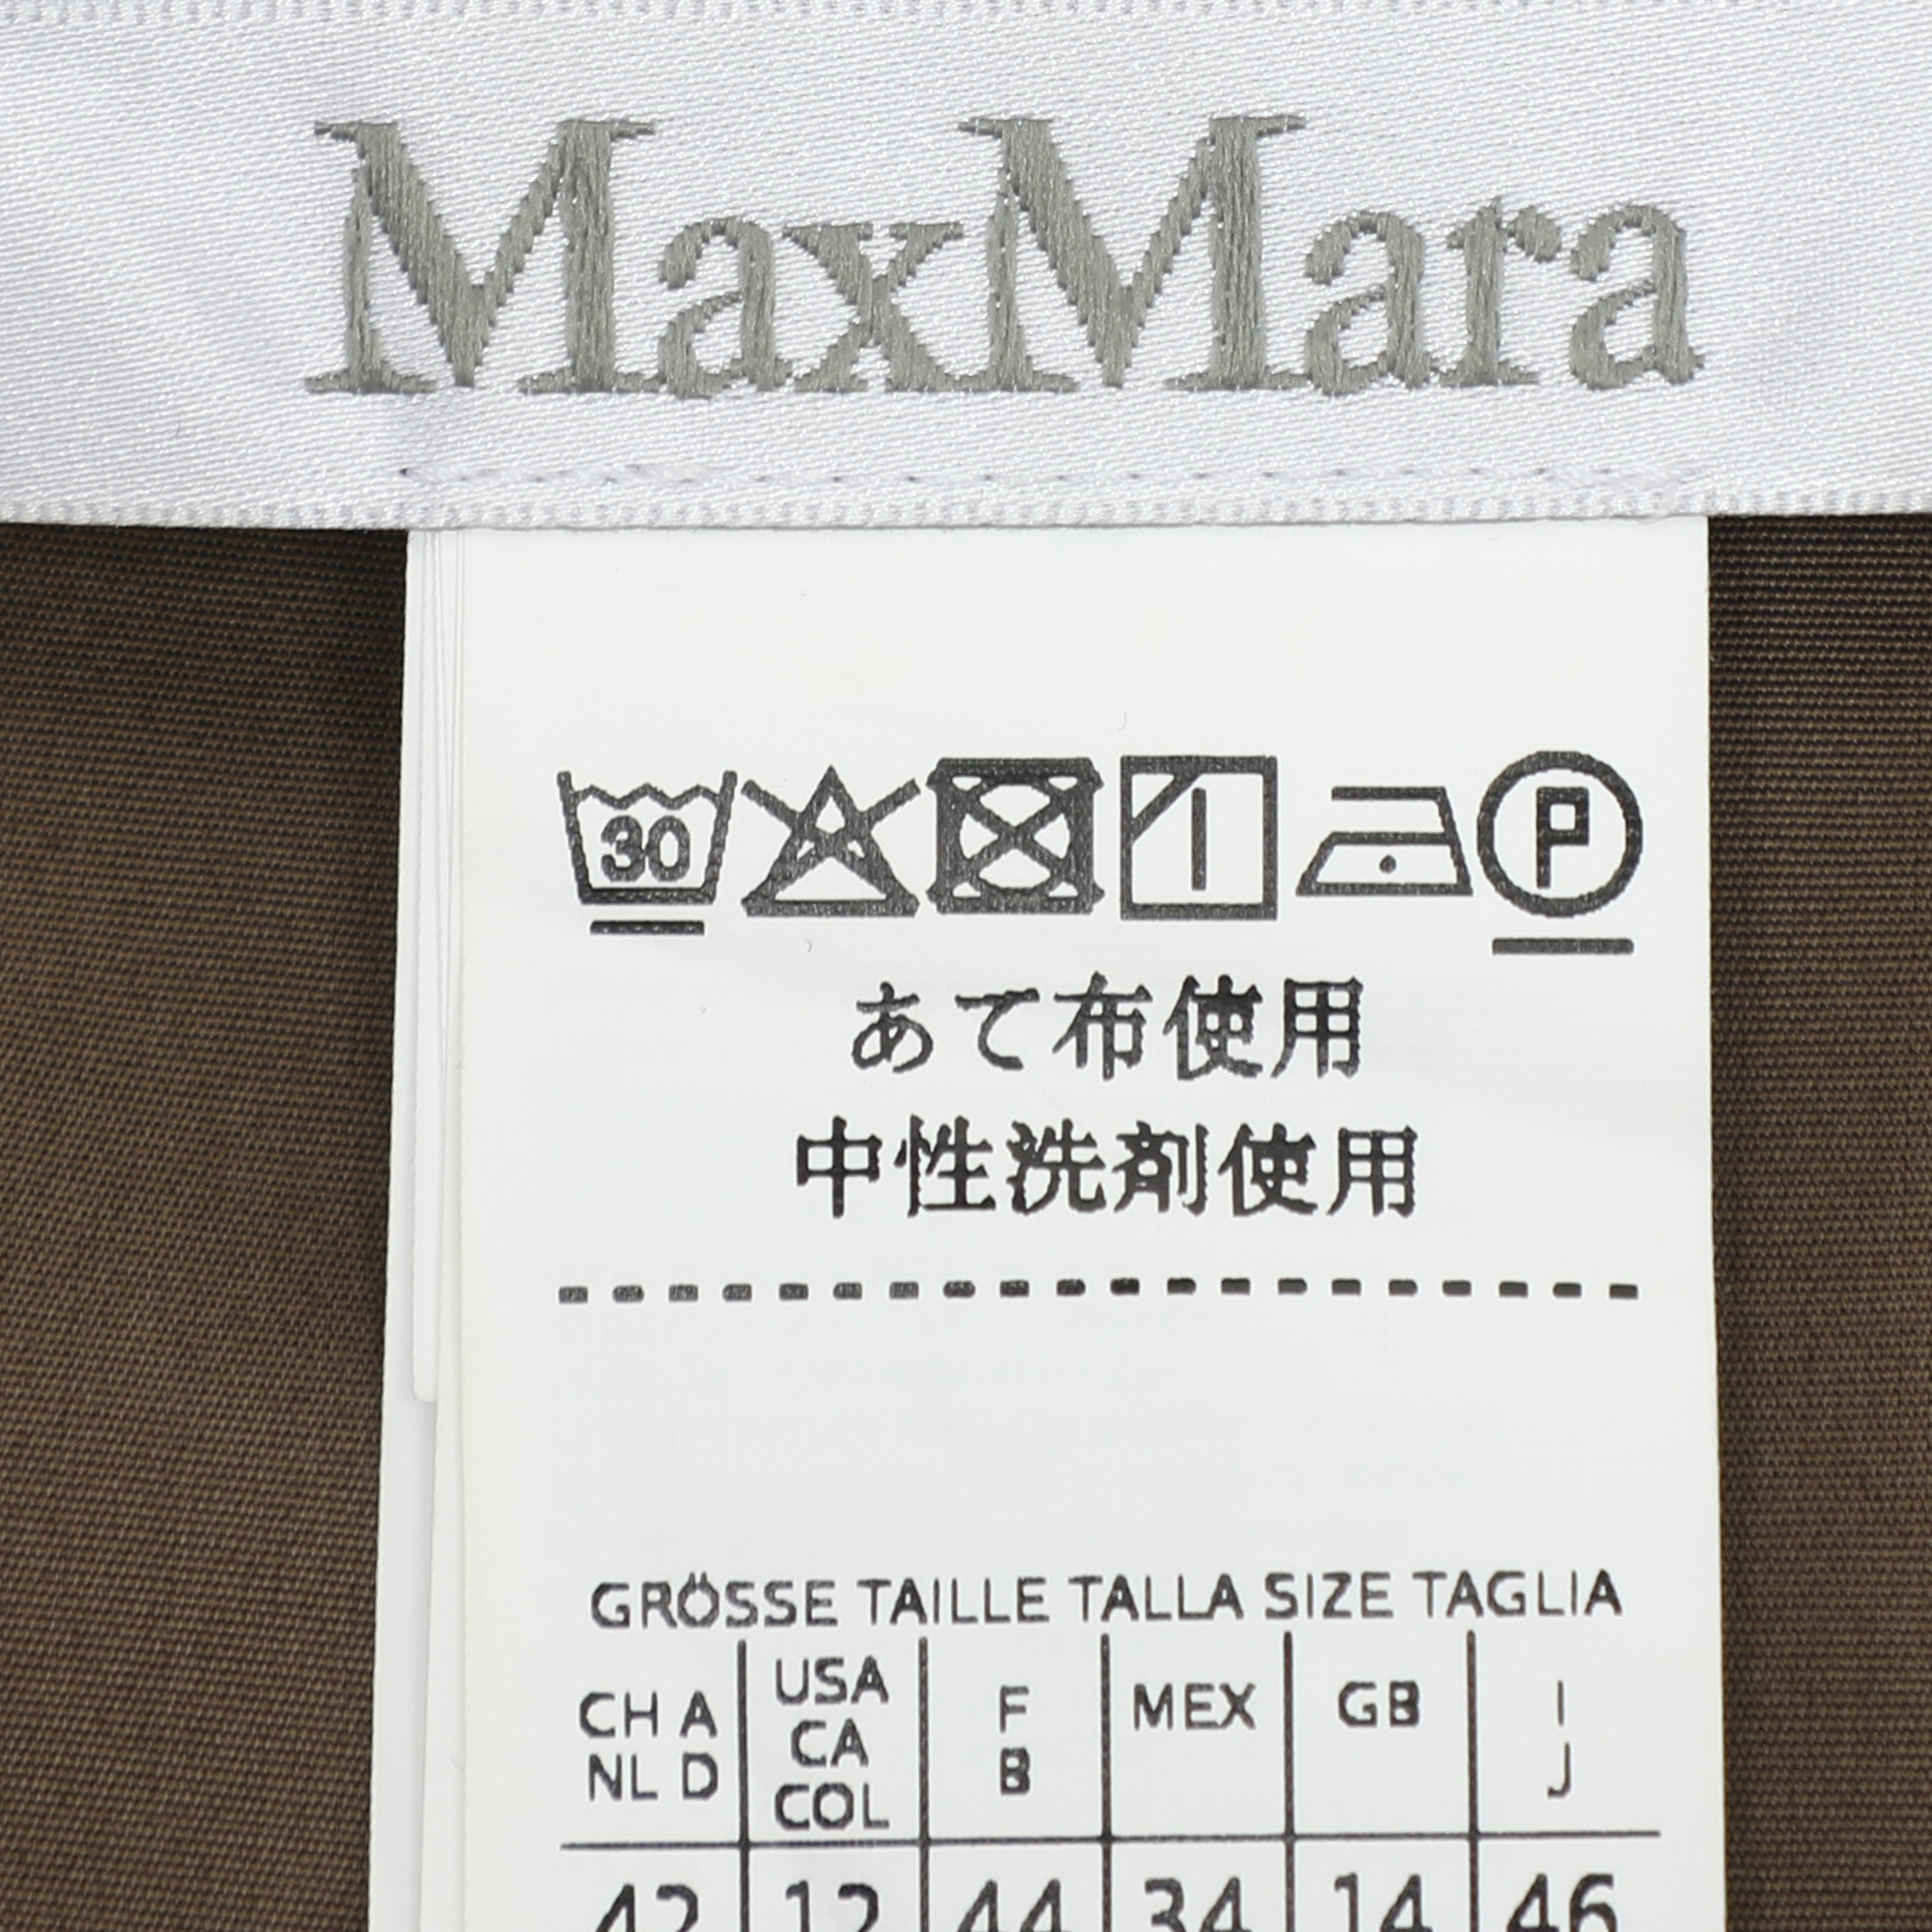 MaxMara
30 P
あて布使用
中性洗剤使用
GRÖSSE TAILLE TALLA SIZE TAGLIA
CH A NL D USA CA COL F B MEX GB I J
42 12 44 34 14 46